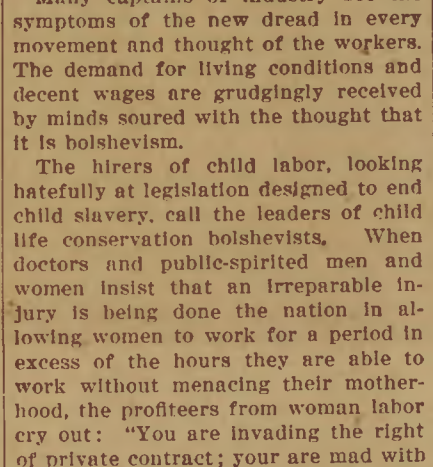 Many captains of industry see the
symptoms of the new dread in every
movement and thought of the workers.
The demand for living conditions and
decent wages are grudgingly received
by minds soured with the thought that
it is bolshevism.
The hirers of child labor, looking
hatefully at legislation designed to end
child slavery, call the leaders of child
life conservation bolshevists. When
doctors and public-spirited men and
women insist that an irreparable in-
jury is being done the nation in al-
lowing women to work for a period in
excess of the hours they are able to
work without menacing their mother-
hood, the profiteers from woman labor
cry out: "You are invading the right
of private contract; your are mad with